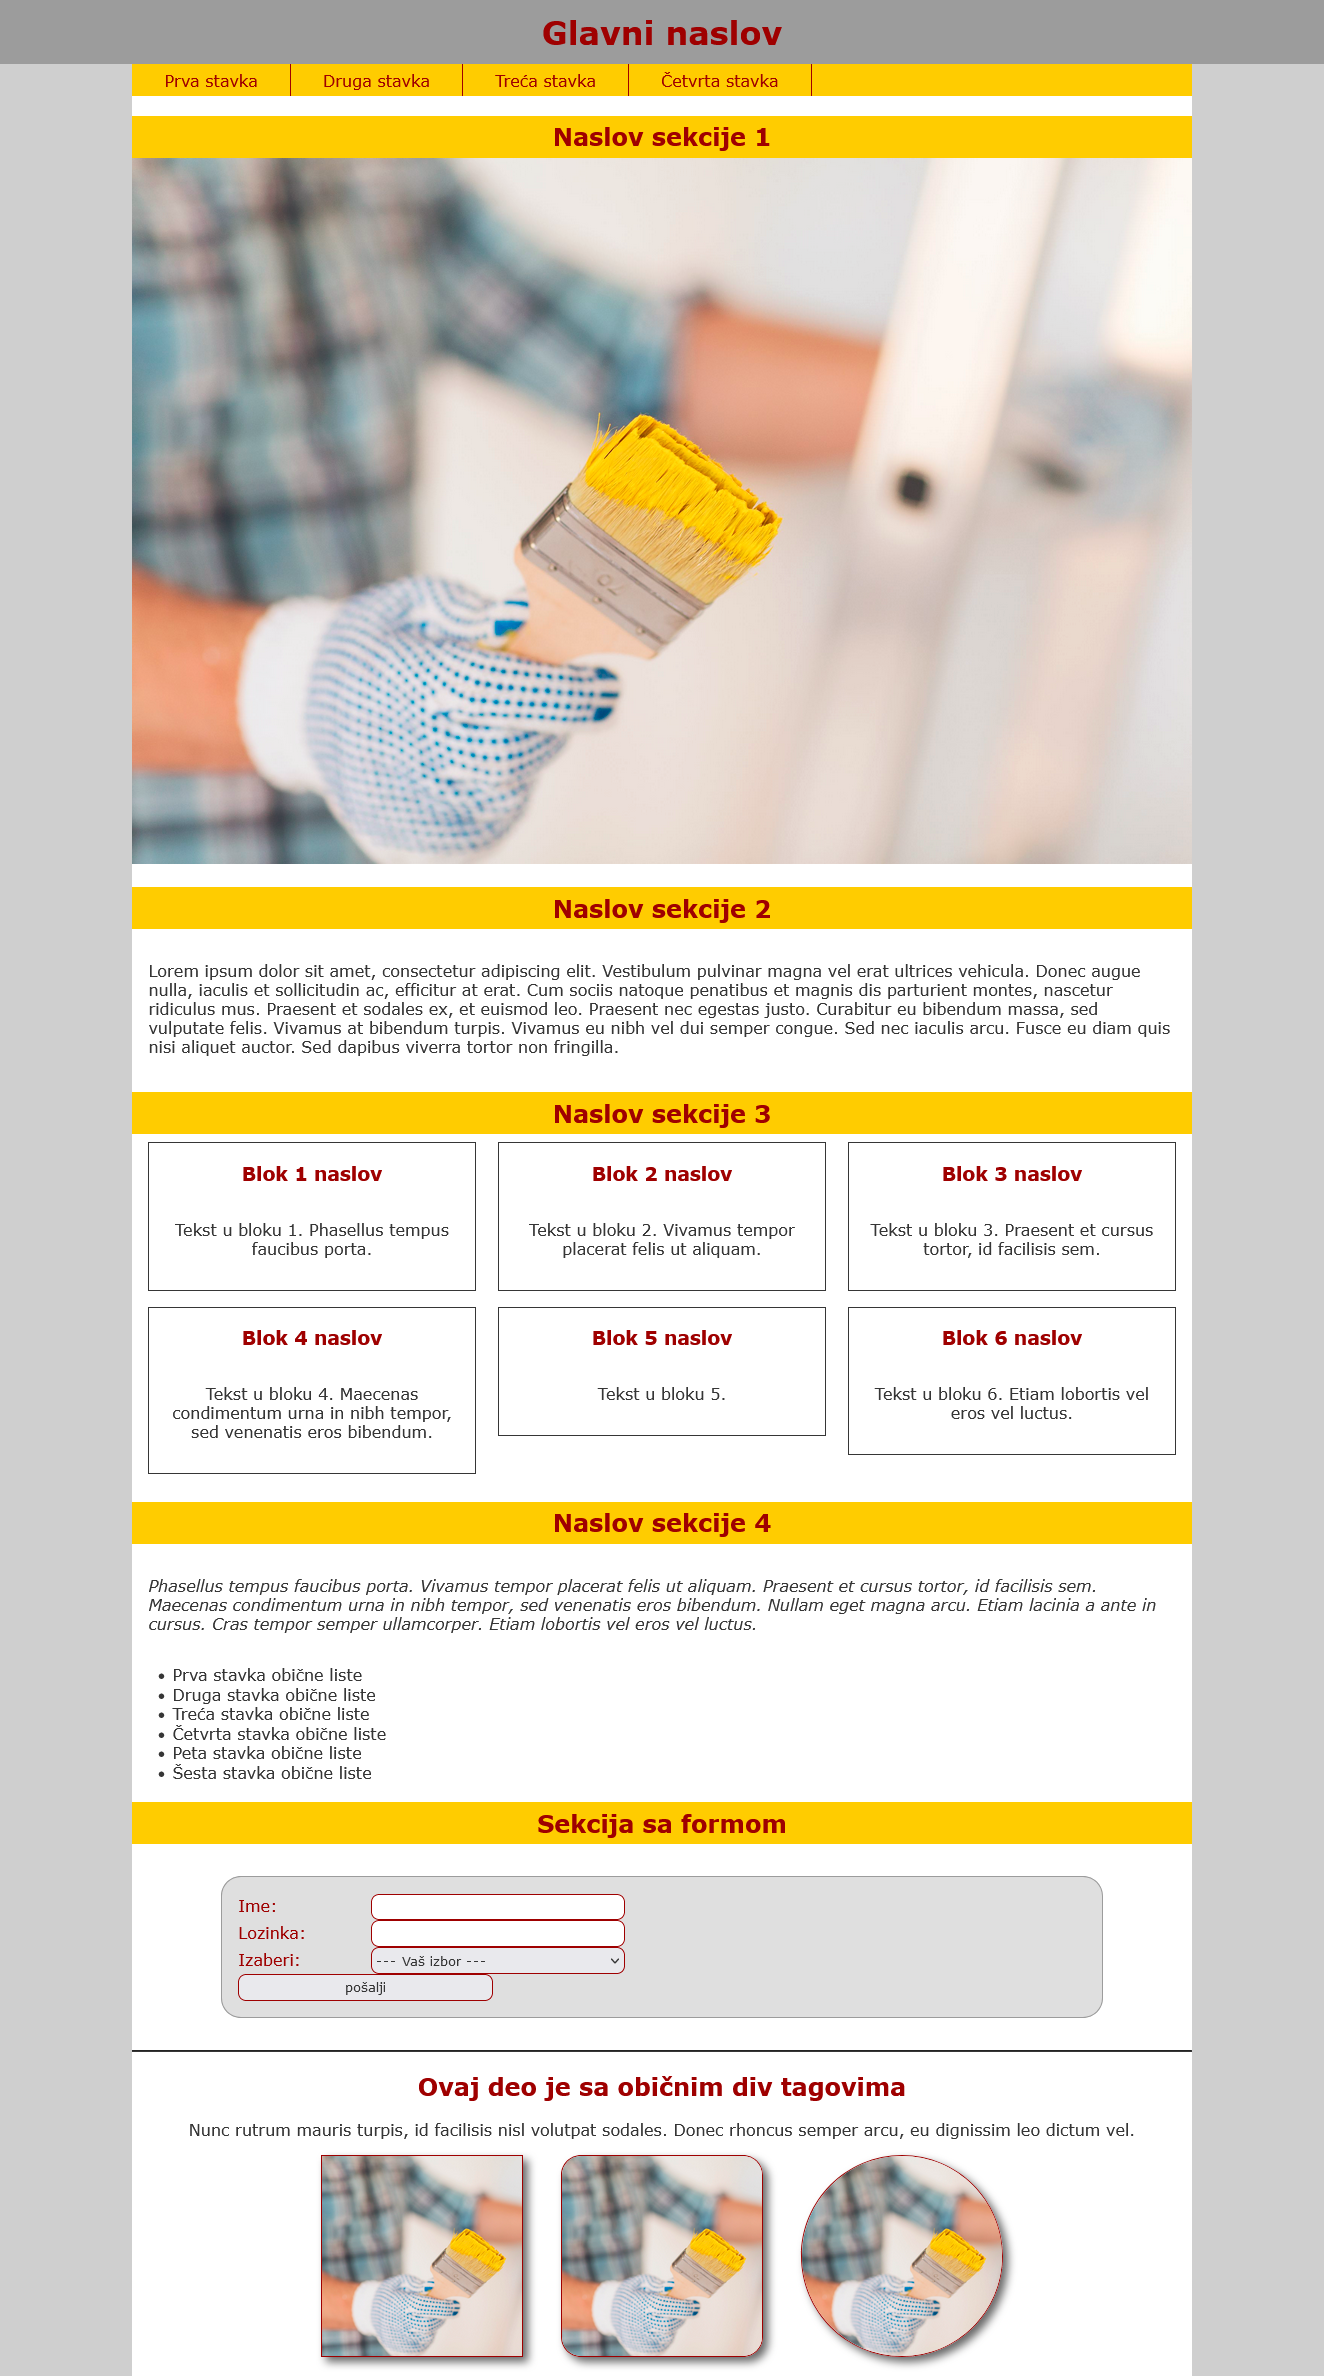 Glavni naslov
Prva stavka
Druga stavka
Treća stavka
Četvrta stavka
Naslov sekcije 1
Naslov sekcije 2
Lorem ipsum dolor sit amet, consectetur adipiscing elit. Vestibulum pulvinar magna vel erat ultrices vehicula. Donec augue
nulla, iaculis et sollicitudin ac, efficitur at erat. Cum sociis natoque penatibus et magnis dis parturient montes, nascetur
ridiculus mus. Praesent et sodales ex, et euismod leo. Praesent nec egestas justo. Curabitur eu bibendum massa, sed
vulputate felis. Vivamus at bibendum turpis. Vivamus eu nibh vel dui semper congue. Sed nec iaculis arcu. Fusce eu diam quis
nisi aliquet auctor. Sed dapibus viverra tortor non fringilla.
Naslov sekcije 3
Blok 1 naslov
Tekst u bloku 1. Phasellus tempus
faucibus porta.
Blok 2 naslov
Tekst u bloku 2. Vivamus tempor
placerat felis ut aliquam.
Blok 3 naslov
Tekst u bloku 3. Praesent et cursus
tortor, id facilisis sem.
Blok 4 naslov
Tekst u bloku 4. Maecenas
condimentum urna in nibh tempor,
sed venenatis eros bibendum.
Blok 5 naslov
Tekst u bloku 5.
Blok 6 naslov
Tekst u bloku 6. Etiam lobortis vel
eros vel luctus.
Naslov sekcije 4
Phasellus tempus faucibus porta. Vivamus tempor placerat felis ut aliquam. Praesent et cursus tortor, id facilisis sem.
Maecenas condimentum urna in nibh tempor, sed venenatis eros bibendum. Nullam eget magna arcu. Etiam lacinia a ante in
cursus. Cras tempor semper ullamcorper. Etiam lobortis vel eros vel luctus.
• Prva stavka obične liste
• Druga stavka obične liste
• Treća stavka obične liste
• Četvrta stavka obične liste
• Peta stavka obične liste
• Šesta stavka obične liste
Sekcija sa formom
Ime:
Lozinka:
Izaberi: --- Vaš izbor ---
pošalji
Ovaj deo je sa običnim div tagovima
Nunc rutrum mauris turpis, id facilisis nisl volutpat sodales. Donec rhoncus semper arcu, eu dignissim leo dictum vel.